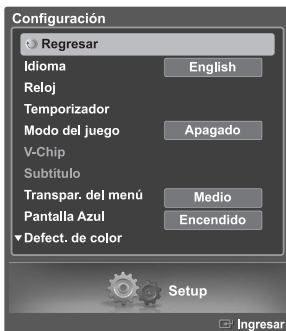 Configuración
Regresar
Idioma English
Reloj
Temporizador
Modo del juego Apagado
V-Chip
Subtítulo
Transpar. del menú Medio
Pantalla Azul Encendido
▼Defect. de color
Setup
Ingresar